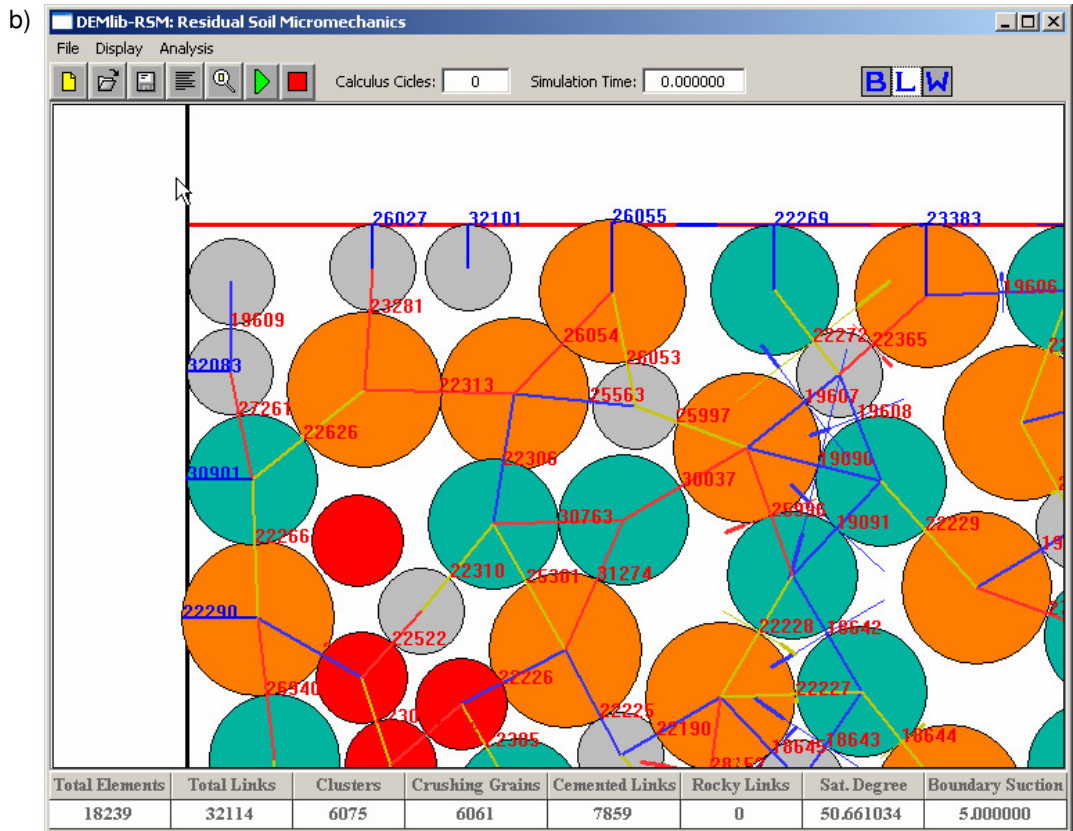 b)
DEMlib-RSM: Residual Soil Micromechanics
File Display Analysis
Calculus Cicles: 0 Simulation Time: 0.000000 B L W
26027 32101 26055 22269 23383
19606
19609 23281
26054 22272 22365
26053
32083
22313 25563 19607
27261 25997 19608
22626
22306 19090
30901 30037
25996
30763 19091
22266 22229
22310 25301 31274
22290 22522 22228 18642
26940 22226 22227
22225 22190
18645 18643 18644
Total Elements Total Links Clusters Crushing Grains Cemented Links Rocky Links Sat. Degree Boundary Suction
18239 32114 6075 6061 7859 0 50.661034 5.000000